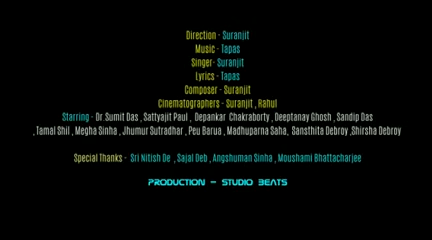 Direction - Suranjit
Music - Tapas
Singer- Suranjit
Lyrics - Tapas
Composer - Suranjit
Cinematographers - Suranjit , Rahul
Starring - Dr Sumit Das , Sattyajit Paul , Depankar Chakraborty , Deeptanay Ghosh , Sandip Das
, Tamal Shil , Megha Sinha , Jhumur Sutradhar , Peu Barua , Madhuparna Saha, Sansthita Debroy ,Shirsha Debroy
Special Thanks - Sri Nitish De , Sajal Deb , Angshuman Sinha , Moushami Bhattacharjee
PRODUCTION - STUDIO BEATS